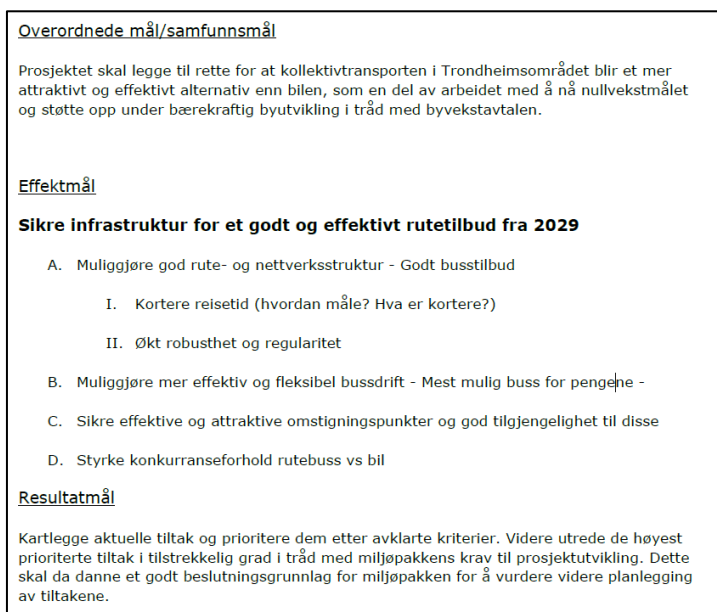 Overordnede mål/samfunnsmål
Prosjektet skal legge til rette for at kollektivtransporten i Trondheimsområdet blir et mer
attraktivt og effektivt alternativ enn bilen, som en del av arbeidet med å nå nullvekstmålet
og støtte opp under bærekraftig byutvikling i tråd med byvekstavtalen.
Effektmål
Sikre infrastruktur for et godt og effektivt rutetilbud fra 2029
A. Muliggjøre god rute- og nettverksstruktur - Godt busstilbud
I. Kortere reisetid (hvordan måle? Hva er kortere?)
II. Økt robusthet og regularitet
B. Muliggjøre mer effektiv og fleksibel bussdrift - Mest mulig buss for pengene -
C. Sikre effektive og attraktive omstigningspunkter og god tilgjengelighet til disse
D. Styrke konkurranseforhold rutebuss vs bil
Resultatmål
Kartlegge aktuelle tiltak og prioritere dem etter avklarte kriterier. Videre utrede de høyest
prioriterte tiltak i tilstrekkelig grad i tråd med miljøpakkens krav til prosjektutvikling. Dette
skal da danne et godt beslutningsgrunnlag for miljøpakken for å vurdere videre planlegging
av tiltakene.